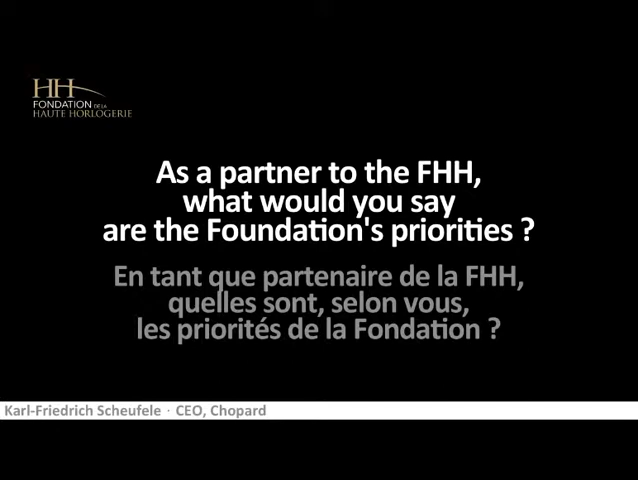 HH
FONDATION DE LA
HAUTE HORLOGERIE
As a partner to the FHH,
what would you say
are the Foundation's priorities ?
En tant que partenaire de la FHH,
quelles sont, selon vous,
les priorités de la Fondation ?
Karl-Friedrich Scheufele · CEO, Chopard